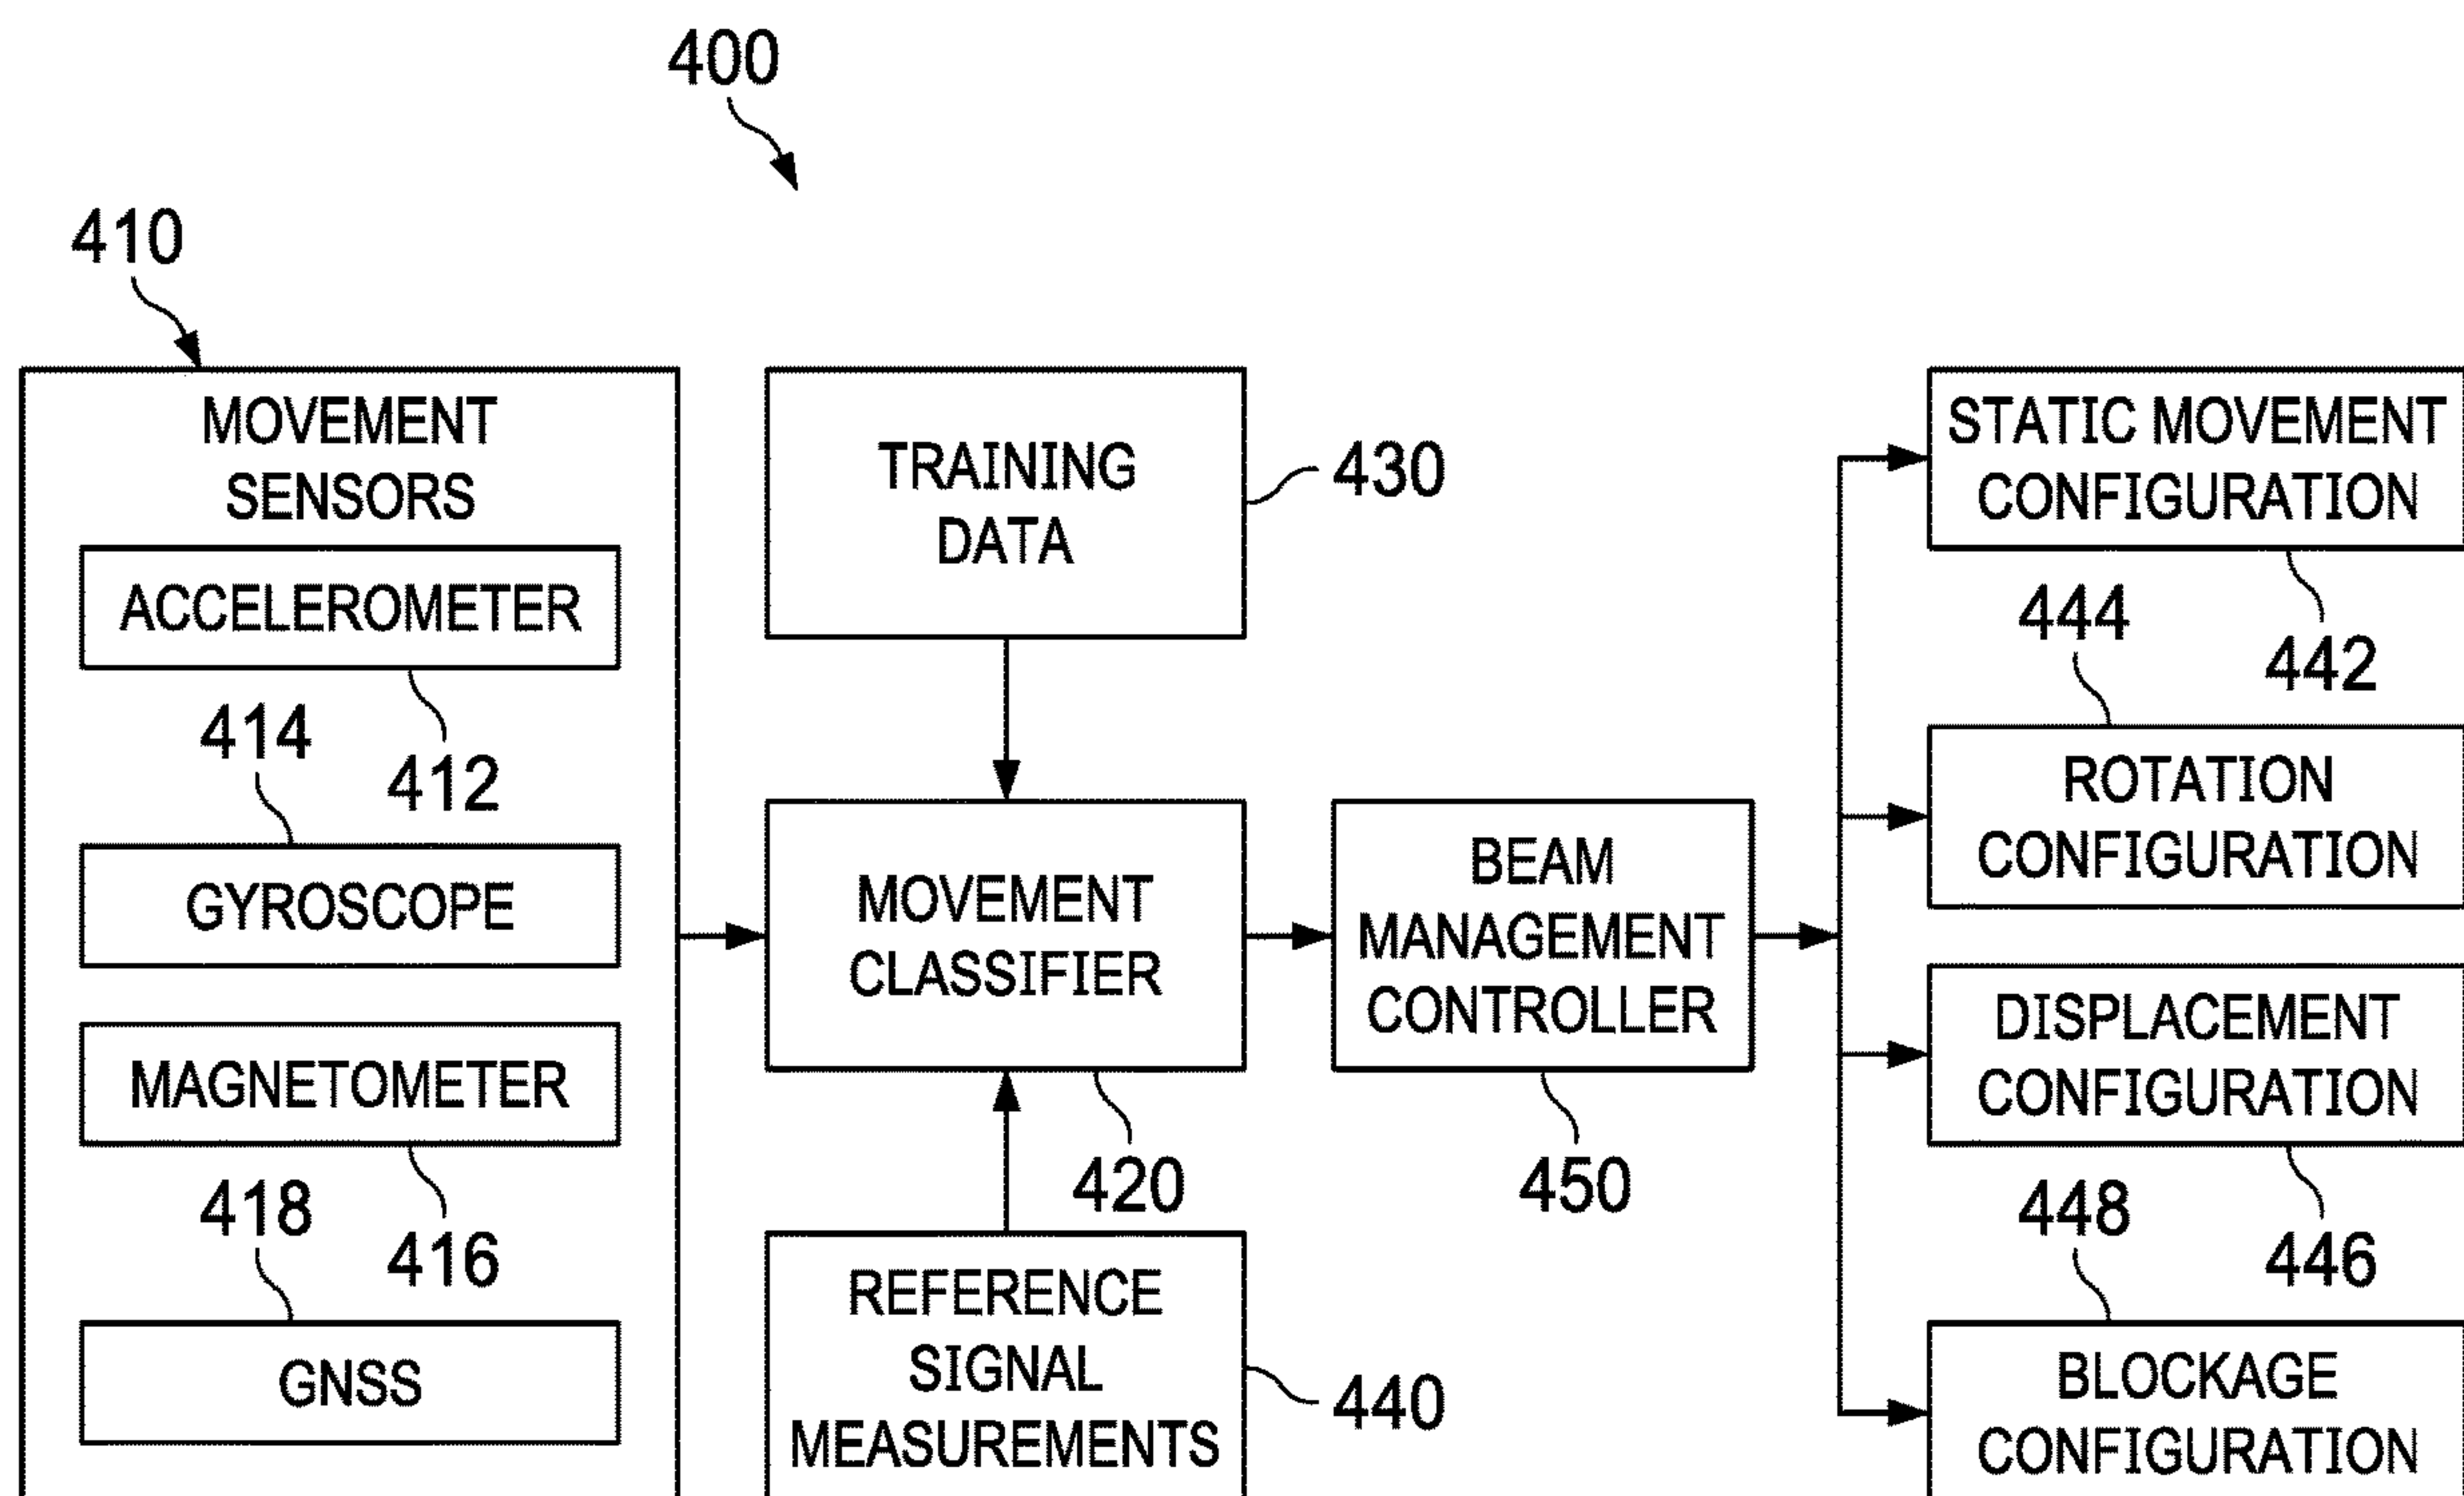 400
410
MOVEMENT
SENSORS
ACCELEROMETER
412
414
GYROSCOPE
MAGNETOMETER
416
418
GNSS
TRAINING
DATA
430
MOVEMENT
CLASSIFIER
420
REFERENCE
SIGNAL
MEASUREMENTS
440
BEAM
MANAGEMENT
CONTROLLER
450
STATIC MOVEMENT
CONFIGURATION
442
444
ROTATION
CONFIGURATION
DISPLACEMENT
CONFIGURATION
446
448
BLOCKAGE
CONFIGURATION